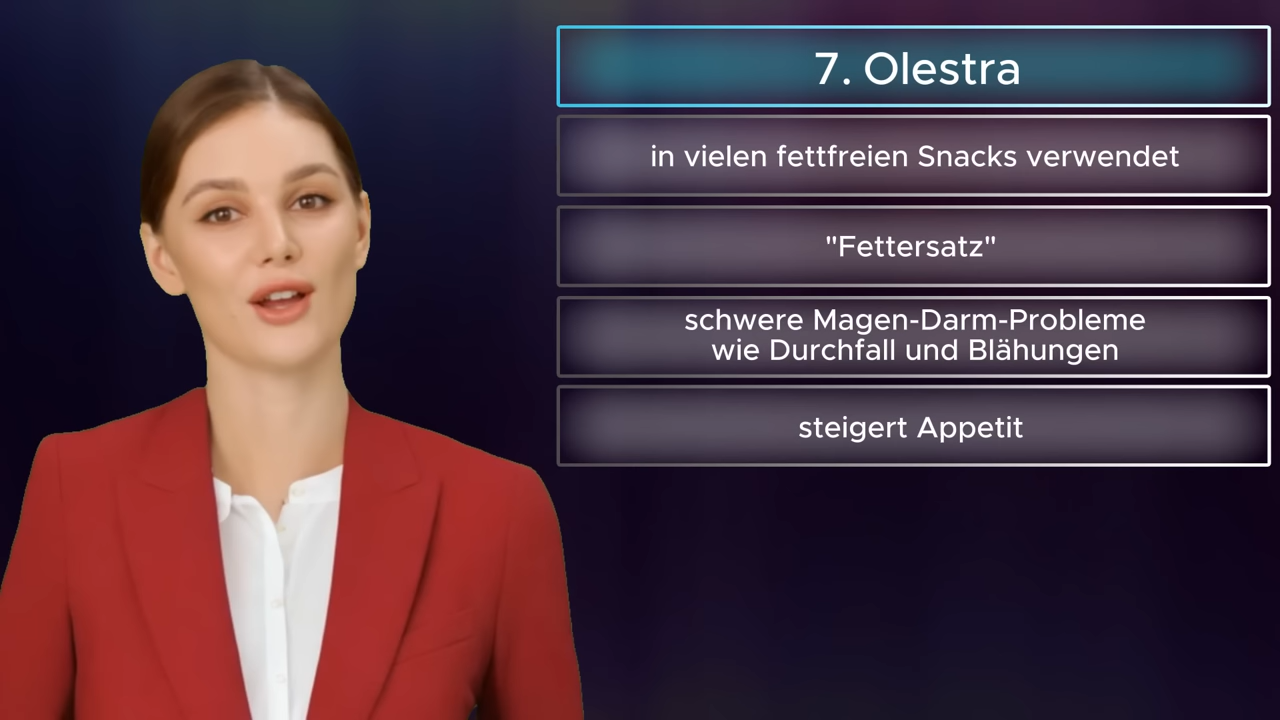 7. Olestra
in vielen fettfreien Snacks verwendet
"Fettersatz"
schwere Magen-Darm-Probleme
wie Durchfall und Blähungen
steigert Appetit